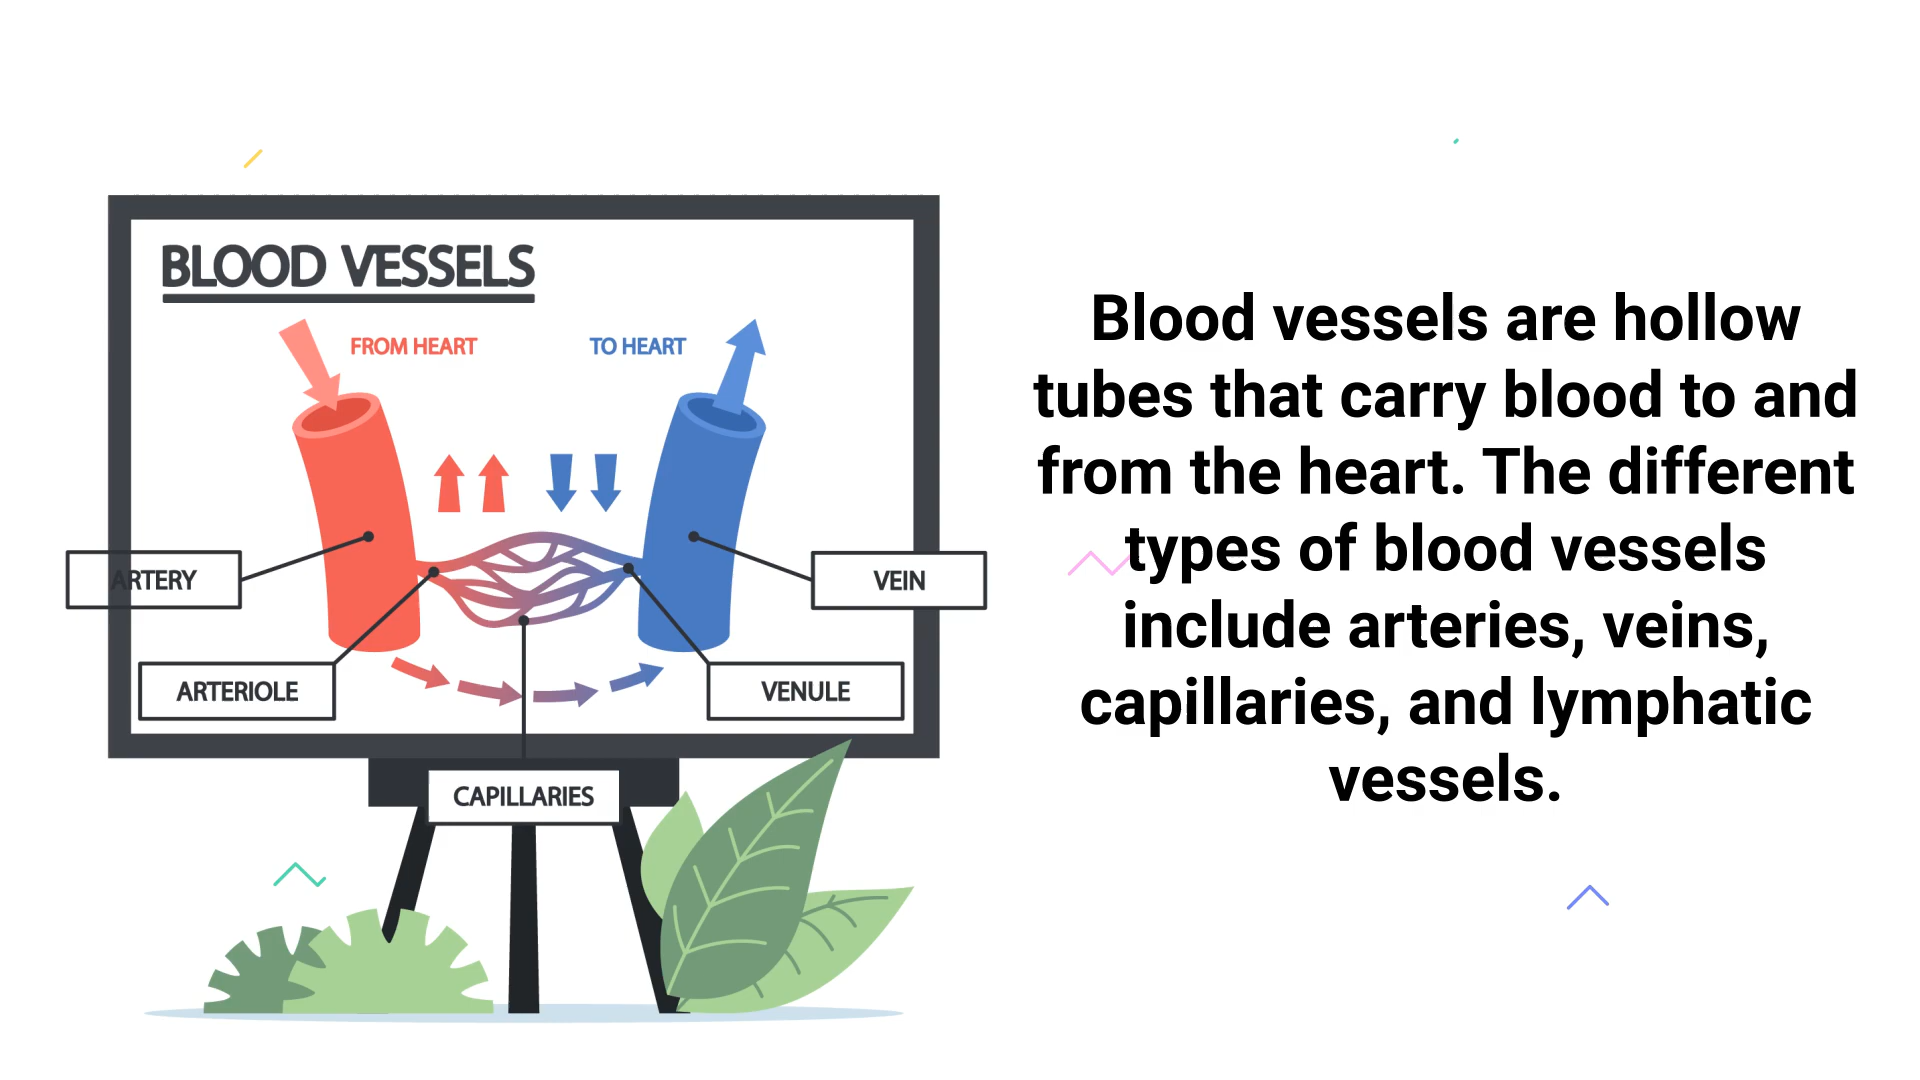 BLOOD VESSELS
FROM HEART
TO HEART
ARTERY
VEIN
ARTERIOLE
VENULE
CAPILLARIES
Blood vessels are hollow
tubes that carry blood to and
from the heart. The different
types of blood vessels
include arteries, veins,
capillaries, and lymphatic
vessels.